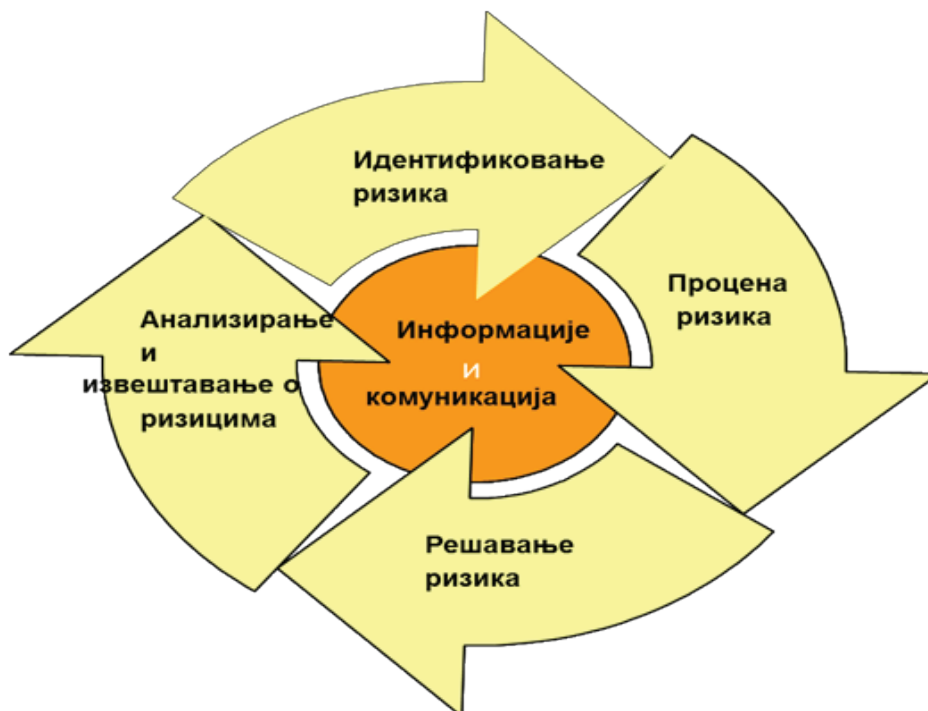 Идентификовање
ризика
Процена
ризика
Решавање
ризика
Анализирање
и
извештавање о
ризицима
Информације
и
комуникација